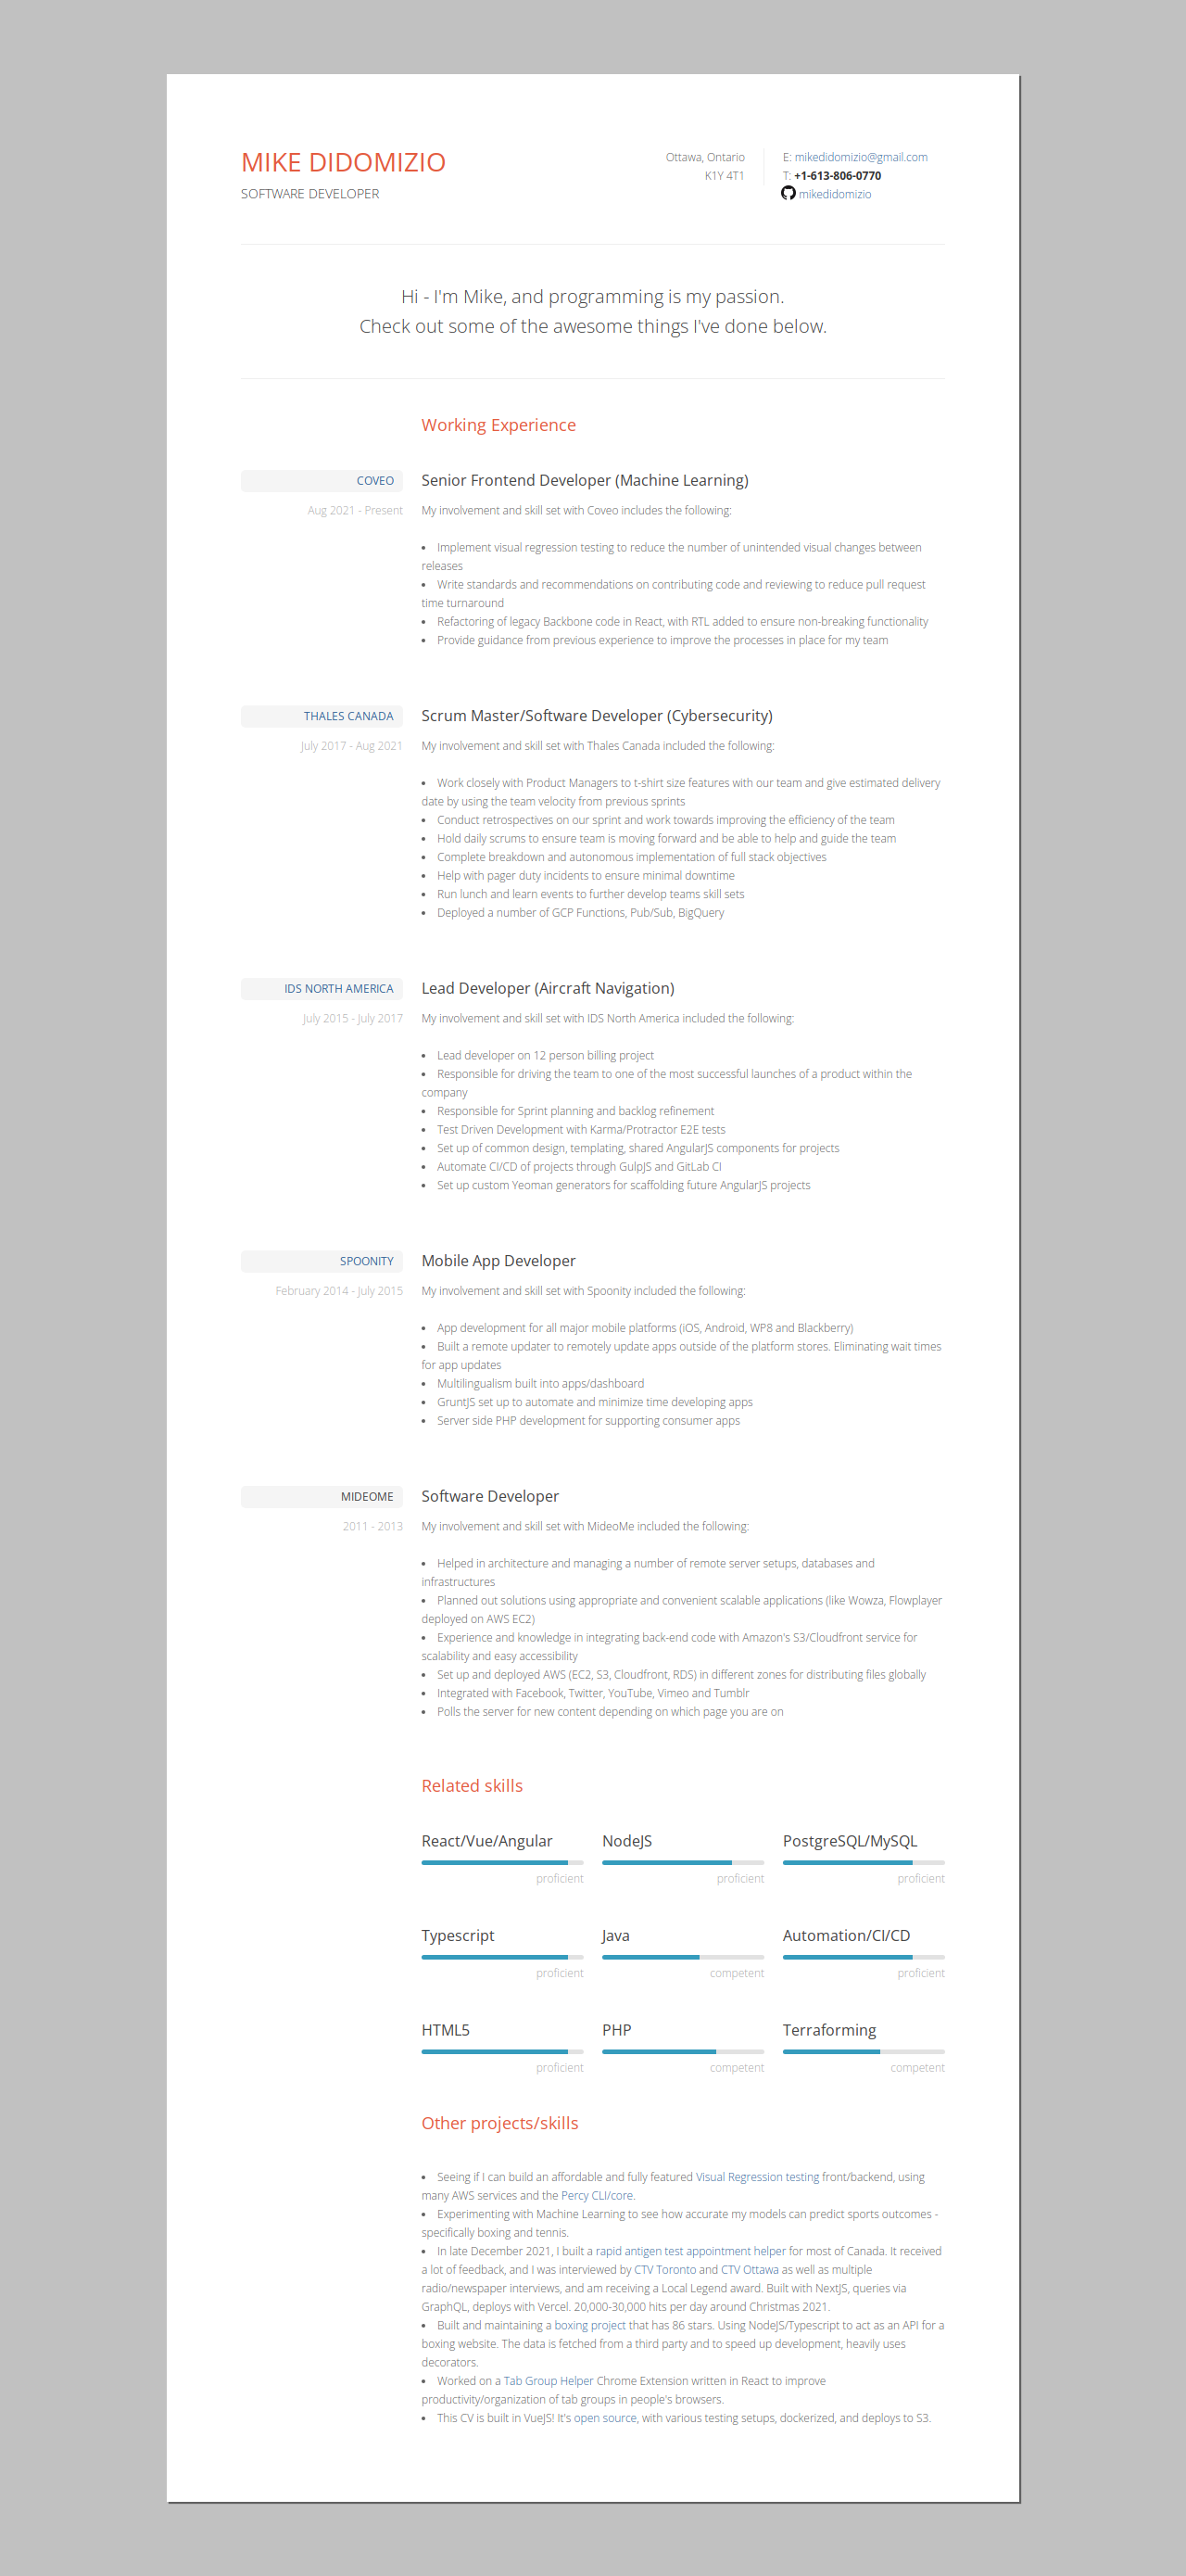 MIKE DIDOMIZIO
SOFTWARE DEVELOPER
Ottawa, Ontario
K1Y 4T1
E: mikedidomizio@gmail.com
T: +1-613-806-0770
mikedidomizio
Hi - I'm Mike, and programming is my passion.
Check out some of the awesome things I've done below.
Working Experience
COVEO
Aug 2021 - Present
Senior Frontend Developer (Machine Learning)
My involvement and skill set with Coveo includes the following:
• Implement visual regression testing to reduce the number of unintended visual changes between
releases
• Write standards and recommendations on contributing code and reviewing to reduce pull request
time turnaround
• Refactoring of legacy Backbone code in React, with RTL added to ensure non-breaking functionality
• Provide guidance from previous experience to improve the processes in place for my team
THALES CANADA
July 2017 - Aug 2021
Scrum Master/Software Developer (Cybersecurity)
My involvement and skill set with Thales Canada included the following:
• Work closely with Product Managers to t-shirt size features with our team and give estimated delivery
date by using the team velocity from previous sprints
• Conduct retrospectives on our sprint and work towards improving the efficiency of the team
• Hold daily scrums to ensure team is moving forward and be able to help and guide the team
• Complete breakdown and autonomous implementation of full stack objectives
• Help with pager duty incidents to ensure minimal downtime
• Run lunch and learn events to further develop teams skill sets
• Deployed a number of GCP Functions, Pub/Sub, BigQuery
IDS NORTH AMERICA
July 2015 - July 2017
Lead Developer (Aircraft Navigation)
My involvement and skill set with IDS North America included the following:
• Lead developer on 12 person billing project
• Responsible for driving the team to one of the most successful launches of a product within the
company
• Responsible for Sprint planning and backlog refinement
• Test Driven Development with Karma/Protractor E2E tests
• Set up of common design, templating, shared AngularJS components for projects
• Automate CI/CD of projects through GulpJS and GitLab CI
• Set up custom Yeoman generators for scaffolding future AngularJS projects
SPOONITY
February 2014 - July 2015
Mobile App Developer
My involvement and skill set with Spoonity included the following:
• App development for all major mobile platforms (iOS, Android, WP8 and Blackberry)
• Built a remote updater to remotely update apps outside of the platform stores. Eliminating wait times
for app updates
• Multilingualism built into apps/dashboard
• GruntJS set up to automate and minimize time developing apps
• Server side PHP development for supporting consumer apps
MIDEOME
2011 - 2013
Software Developer
My involvement and skill set with MideoMe included the following:
• Helped in architecture and managing a number of remote server setups, databases and
infrastructures
• Planned out solutions using appropriate and convenient scalable applications (like Wowza, Flowplayer
deployed on AWS EC2)
• Experience and knowledge in integrating back-end code with Amazon's S3/Cloudfront service for
scalability and easy accessibility
• Set up and deployed AWS (EC2, S3, Cloudfront, RDS) in different zones for distributing files globally
• Integrated with Facebook, Twitter, YouTube, Vimeo and Tumblr
• Polls the server for new content depending on which page you are on
Related skills
React/Vue/Angular NodeJS PostgreSQL/MySQL
proficient proficient proficient
Typescript Java Automation/CI/CD
proficient competent proficient
HTML5 PHP Terraforming
proficient competent competent
Other projects/skills
• Seeing if I can build an affordable and fully featured Visual Regression testing front/backend, using
many AWS services and the Percy CLI/core.
• Experimenting with Machine Learning to see how accurate my models can predict sports outcomes -
specifically boxing and tennis.
• In late December 2021, I built a rapid antigen test appointment helper for most of Canada. It received
a lot of feedback, and I was interviewed by CTV Toronto and CTV Ottawa as well as multiple
radio/newspaper interviews, and am receiving a Local Legend award. Built with NextJS, queries via
GraphQL, deploys with Vercel. 20,000-30,000 hits per day around Christmas 2021.
• Built and maintaining a boxing project that has 86 stars. Using NodeJS/Typescript to act as an API for a
boxing website. The data is fetched from a third party and to speed up development, heavily uses
decorators.
• Worked on a Tab Group Helper Chrome Extension written in React to improve
productivity/organization of tab groups in people's browsers.
• This CV is built in VueJS! It's open source, with various testing setups, dockerized, and deploys to S3.